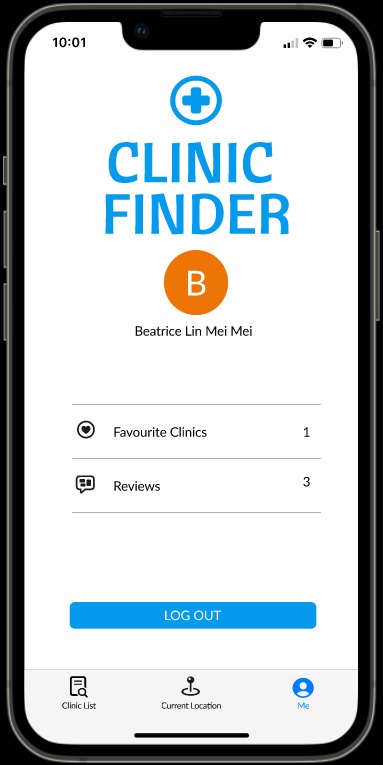 10:01
CLINIC
FINDER
B
Beatrice Lin Mei Mei
Favourite Clinics 1
Reviews 3
LOG OUT
Clinic List Current Location Me